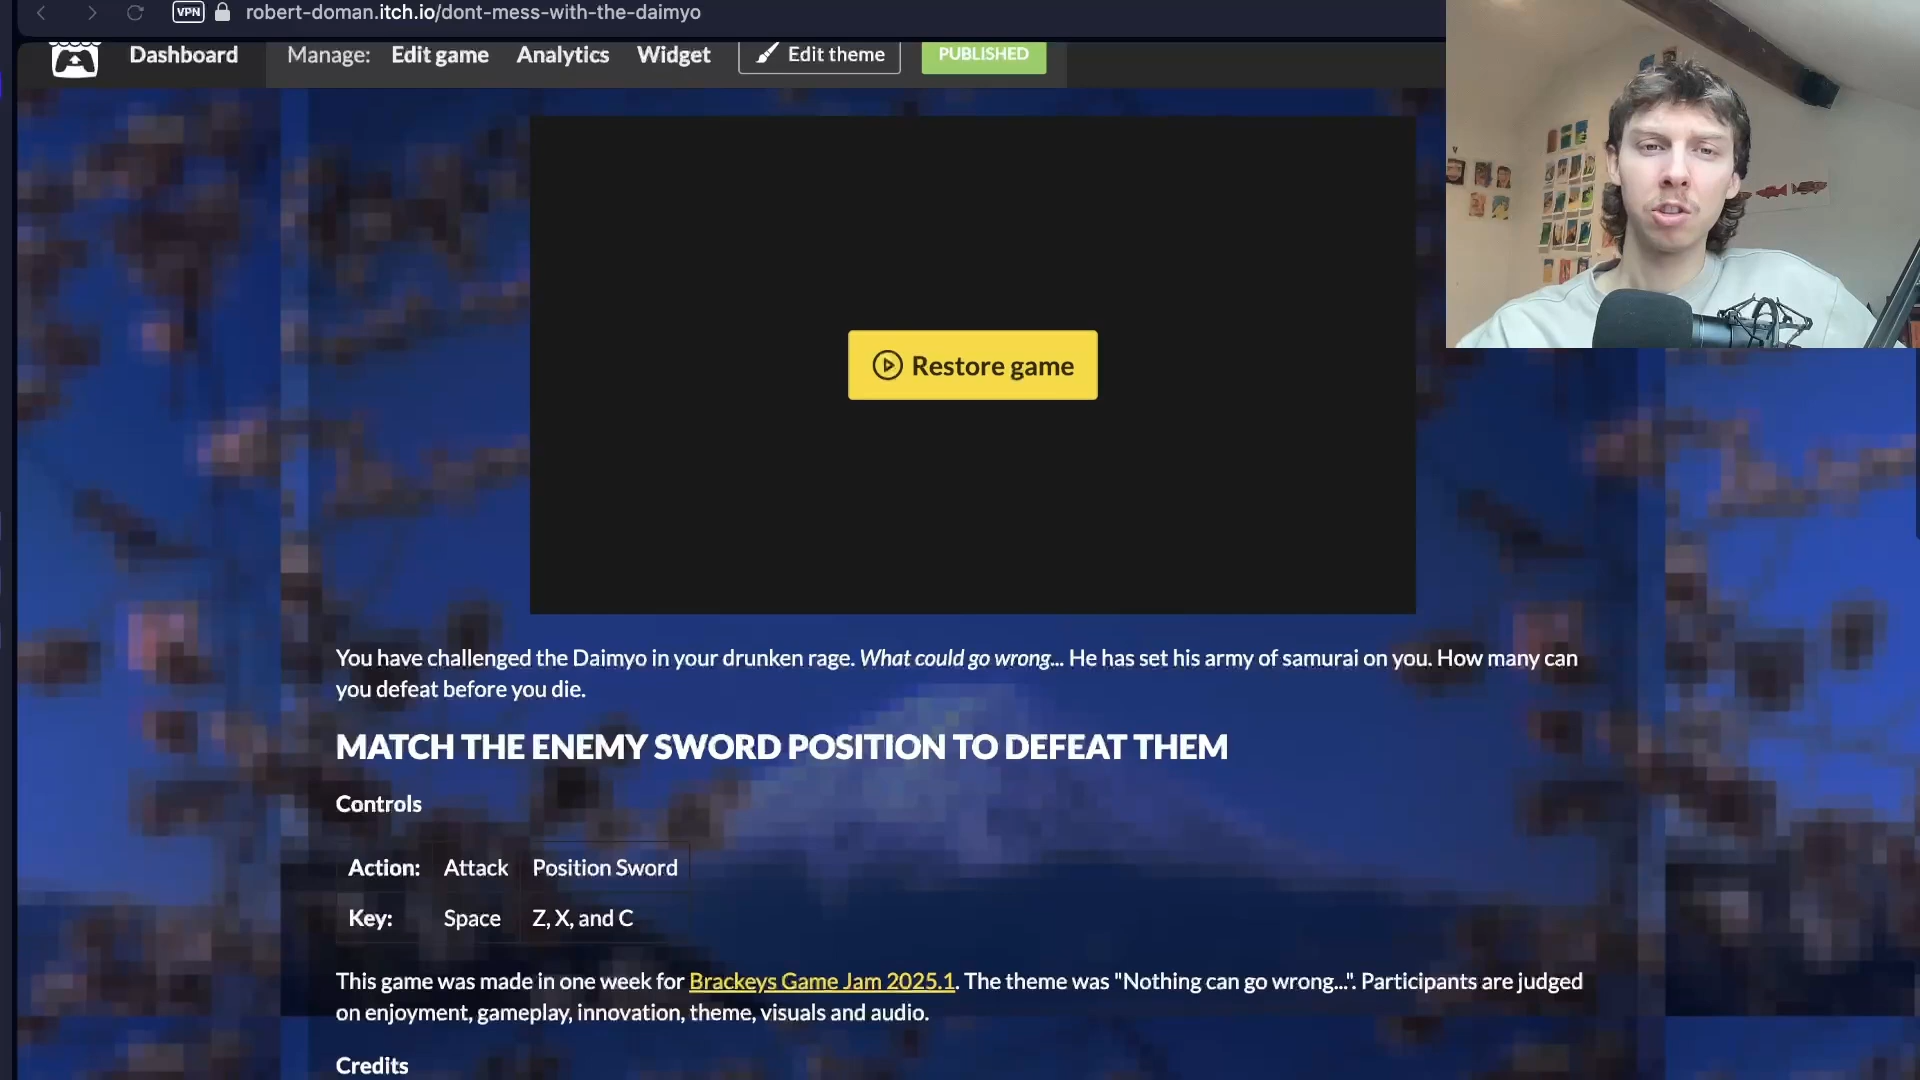 VPN robert-doman.itch.io/dont-mess-with-the-daimyo
Dashboard Manage: Edit game Analytics Widget Edit theme PUBLISHED
Restore game
You have challenged the Daimyo in your drunken rage. What could go wrong... He has set his army of samurai on you. How many can
you defeat before you die.
MATCH THE ENEMY SWORD POSITION TO DEFEAT THEM
Controls
Action: Attack Position Sword
Key: Space Z, X, and C
This game was made in one week for Brackeys Game Jam 2025.1. The theme was "Nothing can go wrong...". Participants are judged
on enjoyment, gameplay, innovation, theme, visuals and audio.
Credits